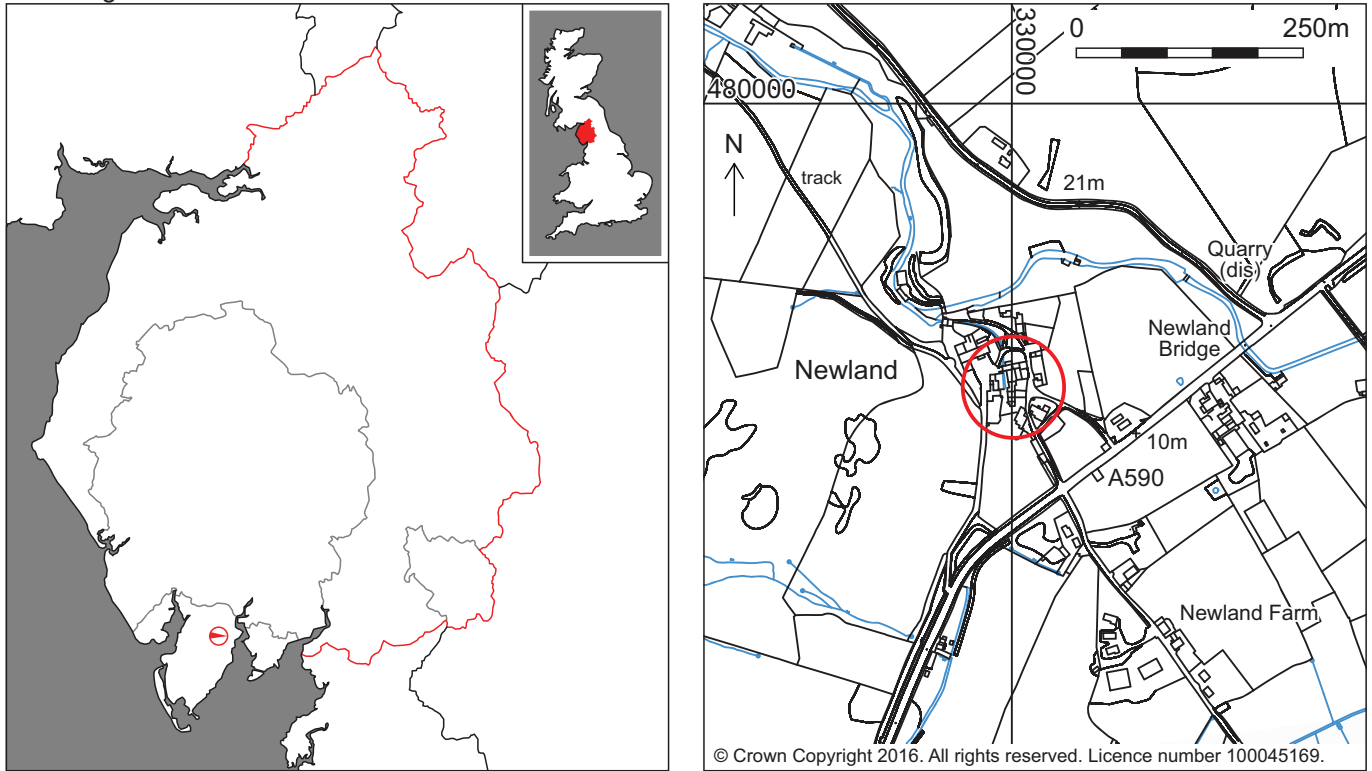 0 250m
330000
480000
N
track
21m
Quarry
(dis)
Newland
Bridge
Newland
10m
A590
Newland Farm
© Crown Copyright 2016. All rights reserved. Licence number 100045169.